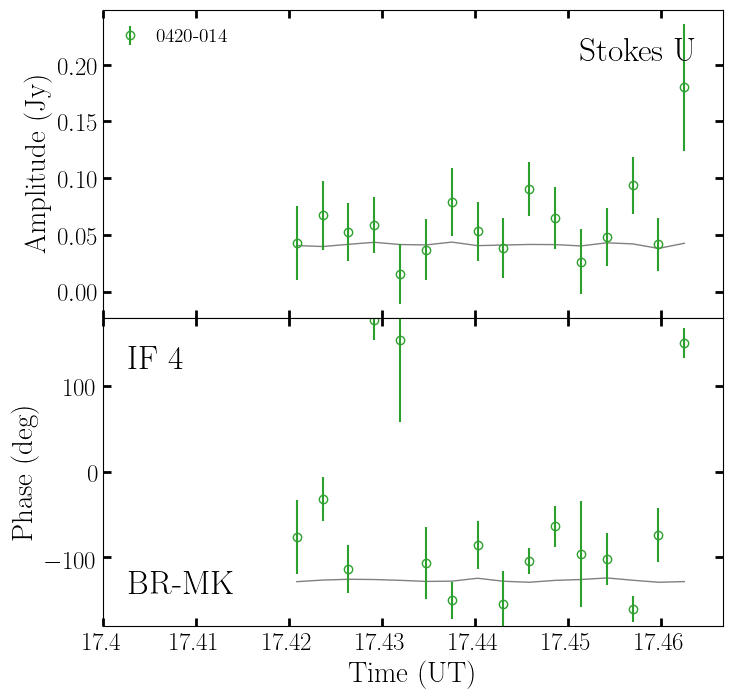 0420-014
Stokes U
Amplitude (Jy)
0.20
0.15
0.10
0.05
0.00
IF 4
Phase (deg)
100
0
−100
BR-MK
17.4 17.41 17.42 17.43 17.44 17.45 17.46
Time (UT)